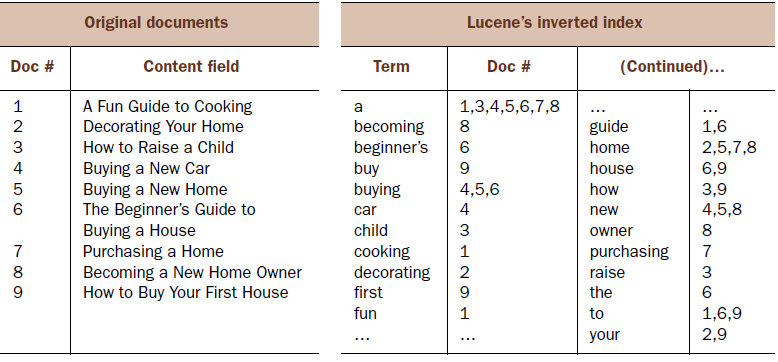 Original documents
Doc # Content field
1 A Fun Guide to Cooking
2 Decorating Your Home
3 How to Raise a Child
4 Buying a New Car
5 Buying a New Home
6 The Beginner's Guide to
Buying a House
7 Purchasing a Home
8 Becoming a New Home Owner
9 How to Buy Your First House
Lucene's inverted index
Term Doc # (Continued)...
a 1,3,4,5,6,7,8 ... ...
becoming 8 guide 1,6
beginner's 6 home 2,5,7,8
buy 9 house 6,9
buying 4,5,6 how 3,9
car 4 new 4,5,8
child 3 owner 8
cooking 1 purchasing 7
decorating 2 raise 3
first 9 the 6
fun 1 to 1,6,9
... ... your 2,9